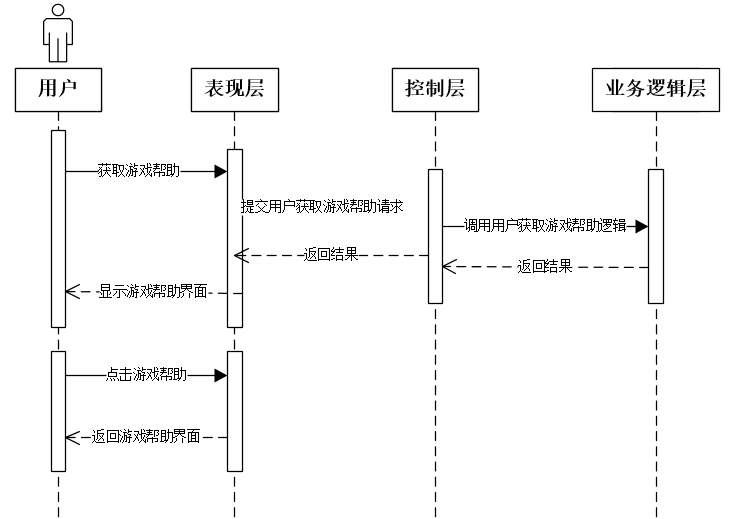 用户
表现层
控制层
业务逻辑层
获取游戏帮助
提交用户获取游戏帮助请求
调用用户获取游戏帮助逻辑
返回结果
返回结果
显示游戏帮助界面
点击游戏帮助
返回游戏帮助界面